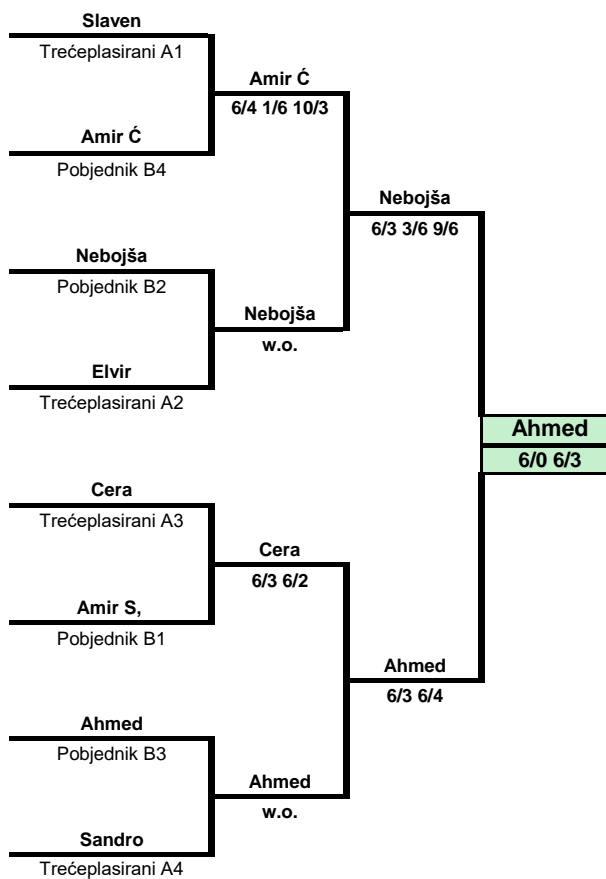 Slaven
Trećeplasirani A1
Amir Ć
6/4 1/6 10/3
Amir Ć
Pobjednik B4
Nebojša
6/3 3/6 9/6
Nebojša
Pobjednik B2
Nebojša
w.o.
Elvir
Trećeplasirani A2
Ahmed
6/0 6/3
Cera
Trećeplasirani A3
Cera
6/3 6/2
Amir S,
Pobjednik B1
Ahmed
6/3 6/4
Ahmed
Pobjednik B3
Ahmed
w.o.
Sandro
Trećeplasirani A4